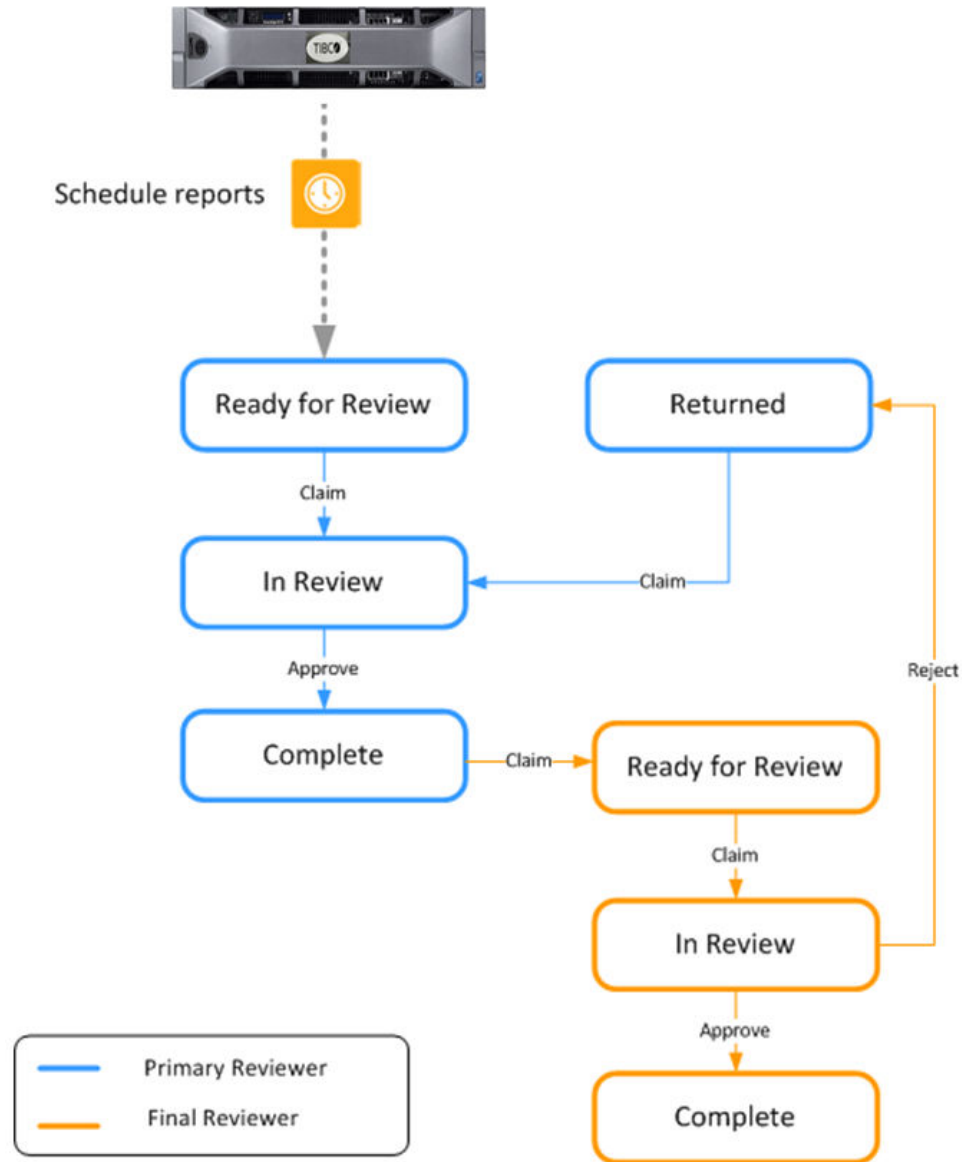 TIBCO
Schedule reports
Ready for Review
Returned
Claim
In Review
Claim
Approve
Reject
Complete
Claim
Ready for Review
Claim
In Review
Approve
Complete
Primary Reviewer
Final Reviewer